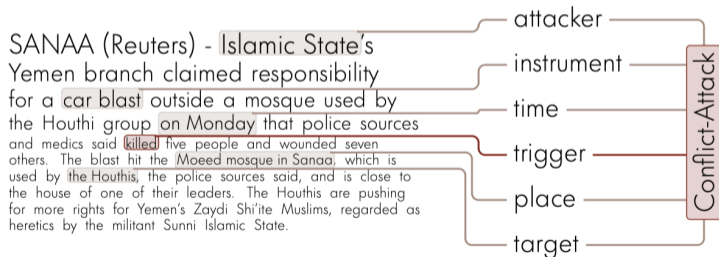 SANAA (Reuters) - Islamic State's
Yemen branch claimed responsibility
for a car blast outside a mosque used by
the Houthi group on Monday that police sources
and medics said killed five people and wounded seven
others. The blast hit the Moeed mosque in Sanaa, which is
used by the Houthis, the police sources said, and is close to
the house of one of their leaders. The Houthis are pushing
for more rights for Yemen's Zaydi Shi'ite Muslims, regarded as
heretics by the militant Sunni Islamic State.
attacker
instrument
time
trigger
place
target
Conflict-Attack